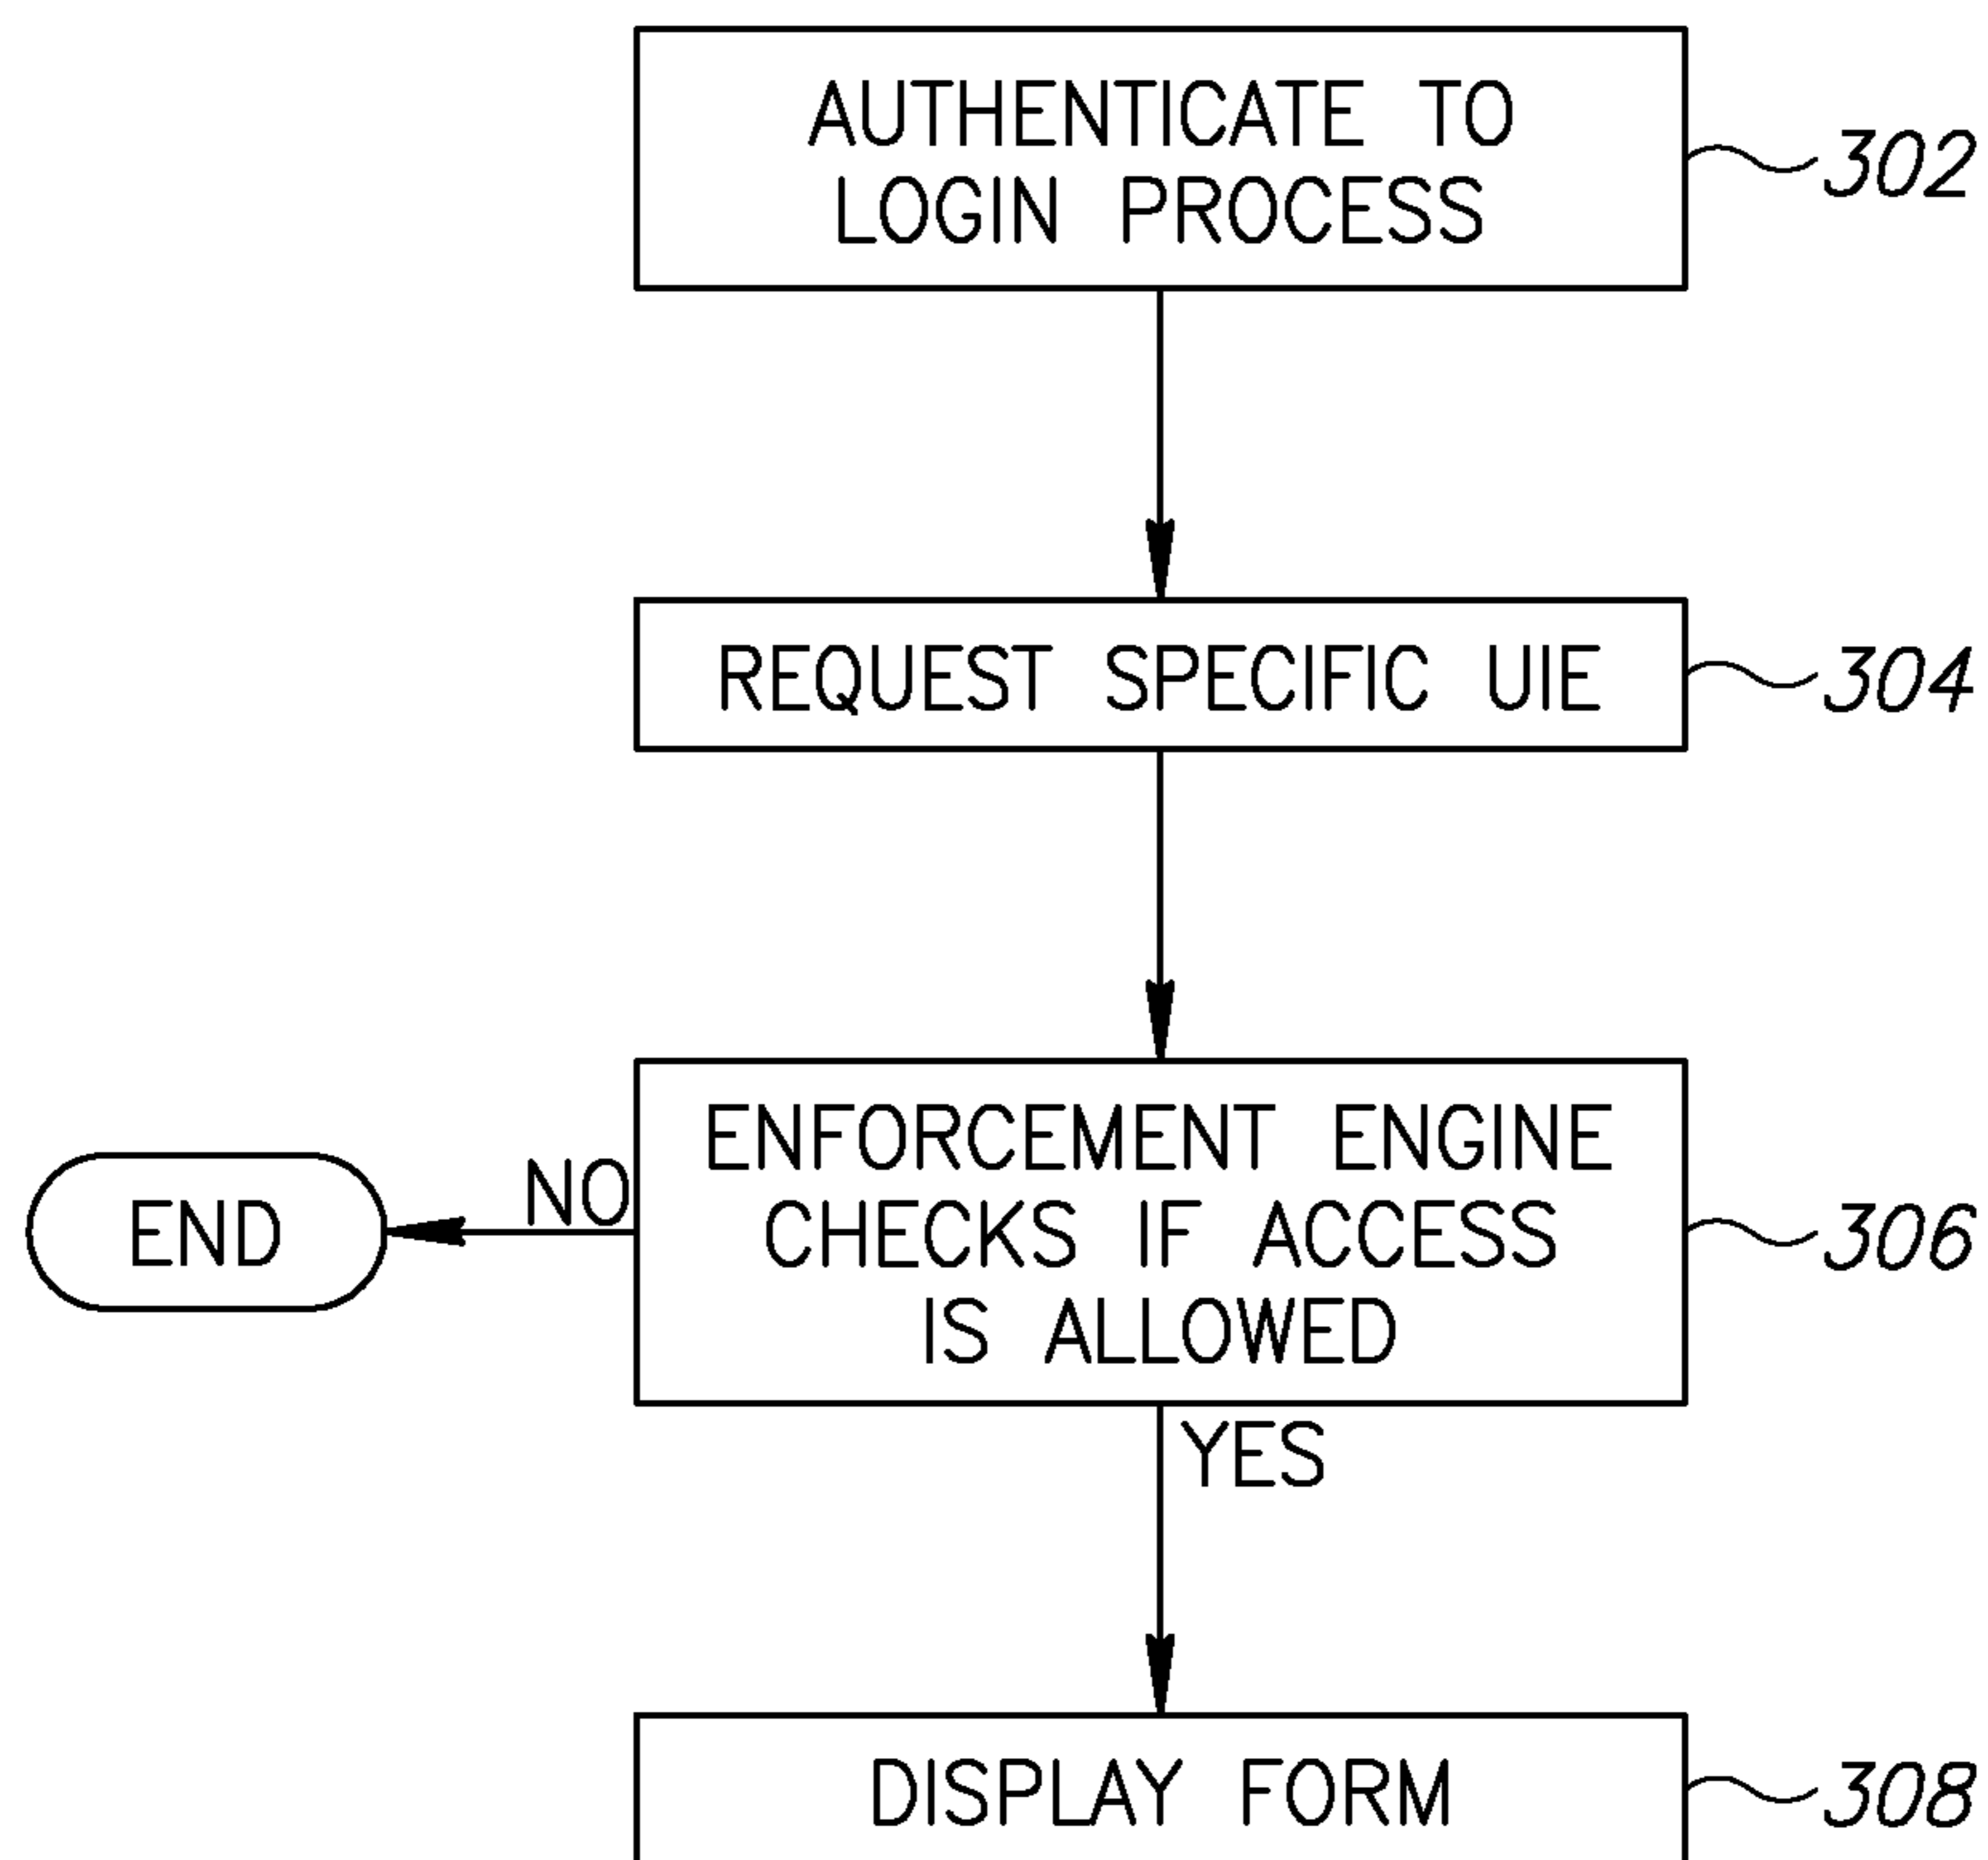 AUTHENTICATE TO
LOGIN PROCESS
302
REQUEST SPECIFIC UIE
304
ENFORCEMENT ENGINE
CHECKS IF ACCESS
IS ALLOWED
306
NO
END
YES
DISPLAY FORM
308